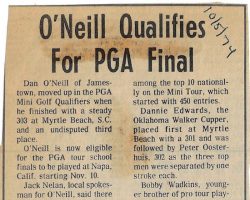 O'Neill Qualifies
10/5/74
For PGA Final
Dan O'Neill of James-
town, moved up in the PGA
Mini Golf Qualifiers when
he finished with a steady
303 at Myrtle Beach, S.C.
and an undisputed third
place.
O'Neill is now eligible
for the PGA tour school
finals to be played at Napa,
Calif. starting Nov. 10.
Jack Nelan, local spokes-
man for O'Neill, said there
among the top 10 national-
ly on the Mini Tour, which
started with 450 entries.
Dannie Edwards, the
Oklahoma Walker Cupper,
placed first at Myrtle
Beach with a 301 and was
followed by Peter Ooster-
huis. 302 as the three top
men were separated by one
stroke each.
Bobby Wadkins, young-
er brother of pro tour play-